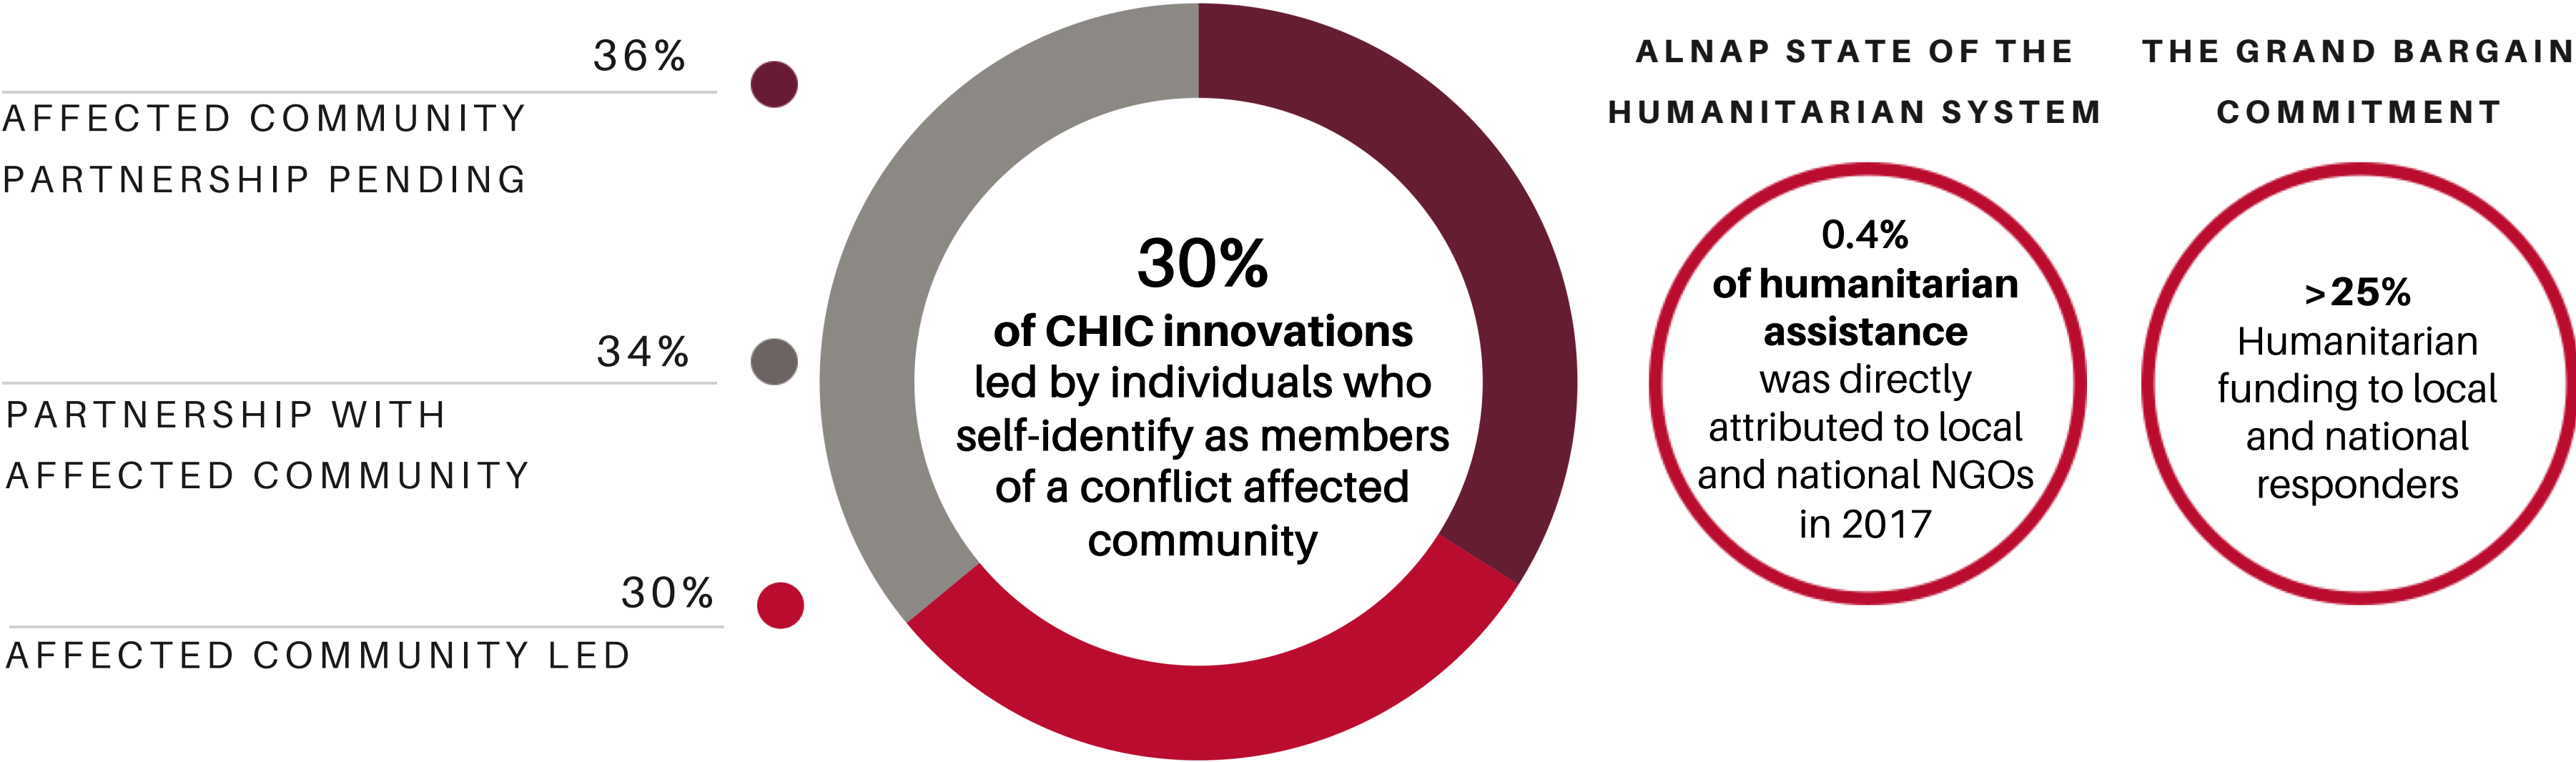 36%
AFFECTED COMMUNITY
PARTNERSHIP PENDING
34%
PARTNERSHIP WITH
AFFECTED COMMUNITY
30%
AFFECTED COMMUNITY LED
30%
of CHIC innovations
led by individuals who
self-identify as members
of a conflict affected
community
ALNAP STATE OF THE
HUMANITARIAN SYSTEM
0.4%
of humanitarian
assistance
was directly
attributed to local
and national NGOs
in 2017
THE GRAND BARGAIN
COMMITMENT
>25%
Humanitarian
funding to local
and national
responders